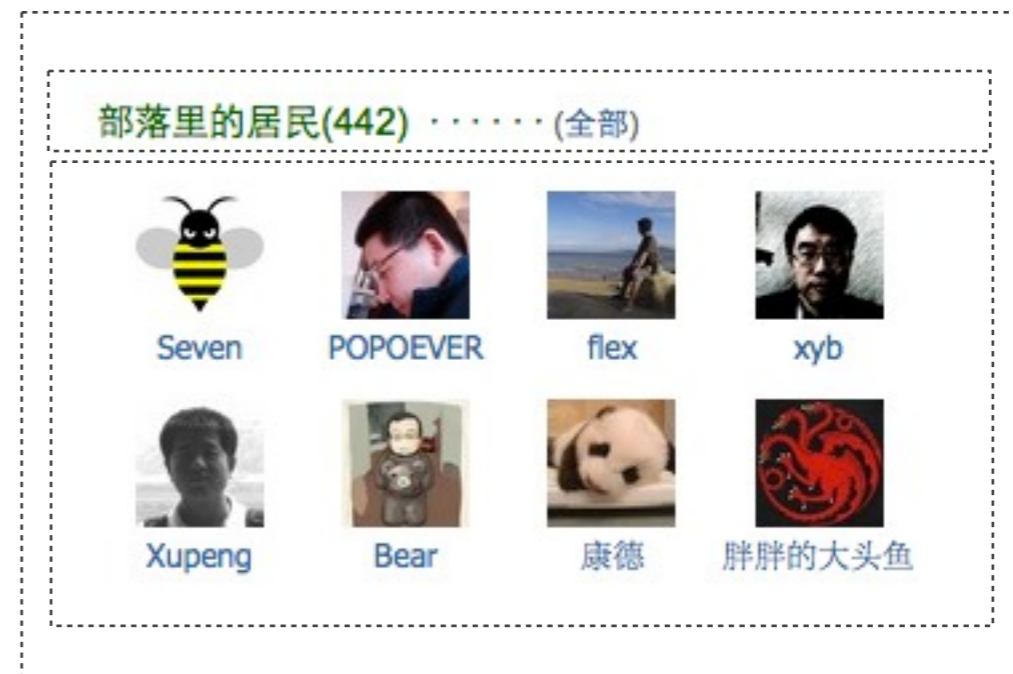 部落里的居民(442) · · · · · · (全部)
Seven POPOEVER flex xyb
Xupeng Bear 康德 胖胖的大头鱼